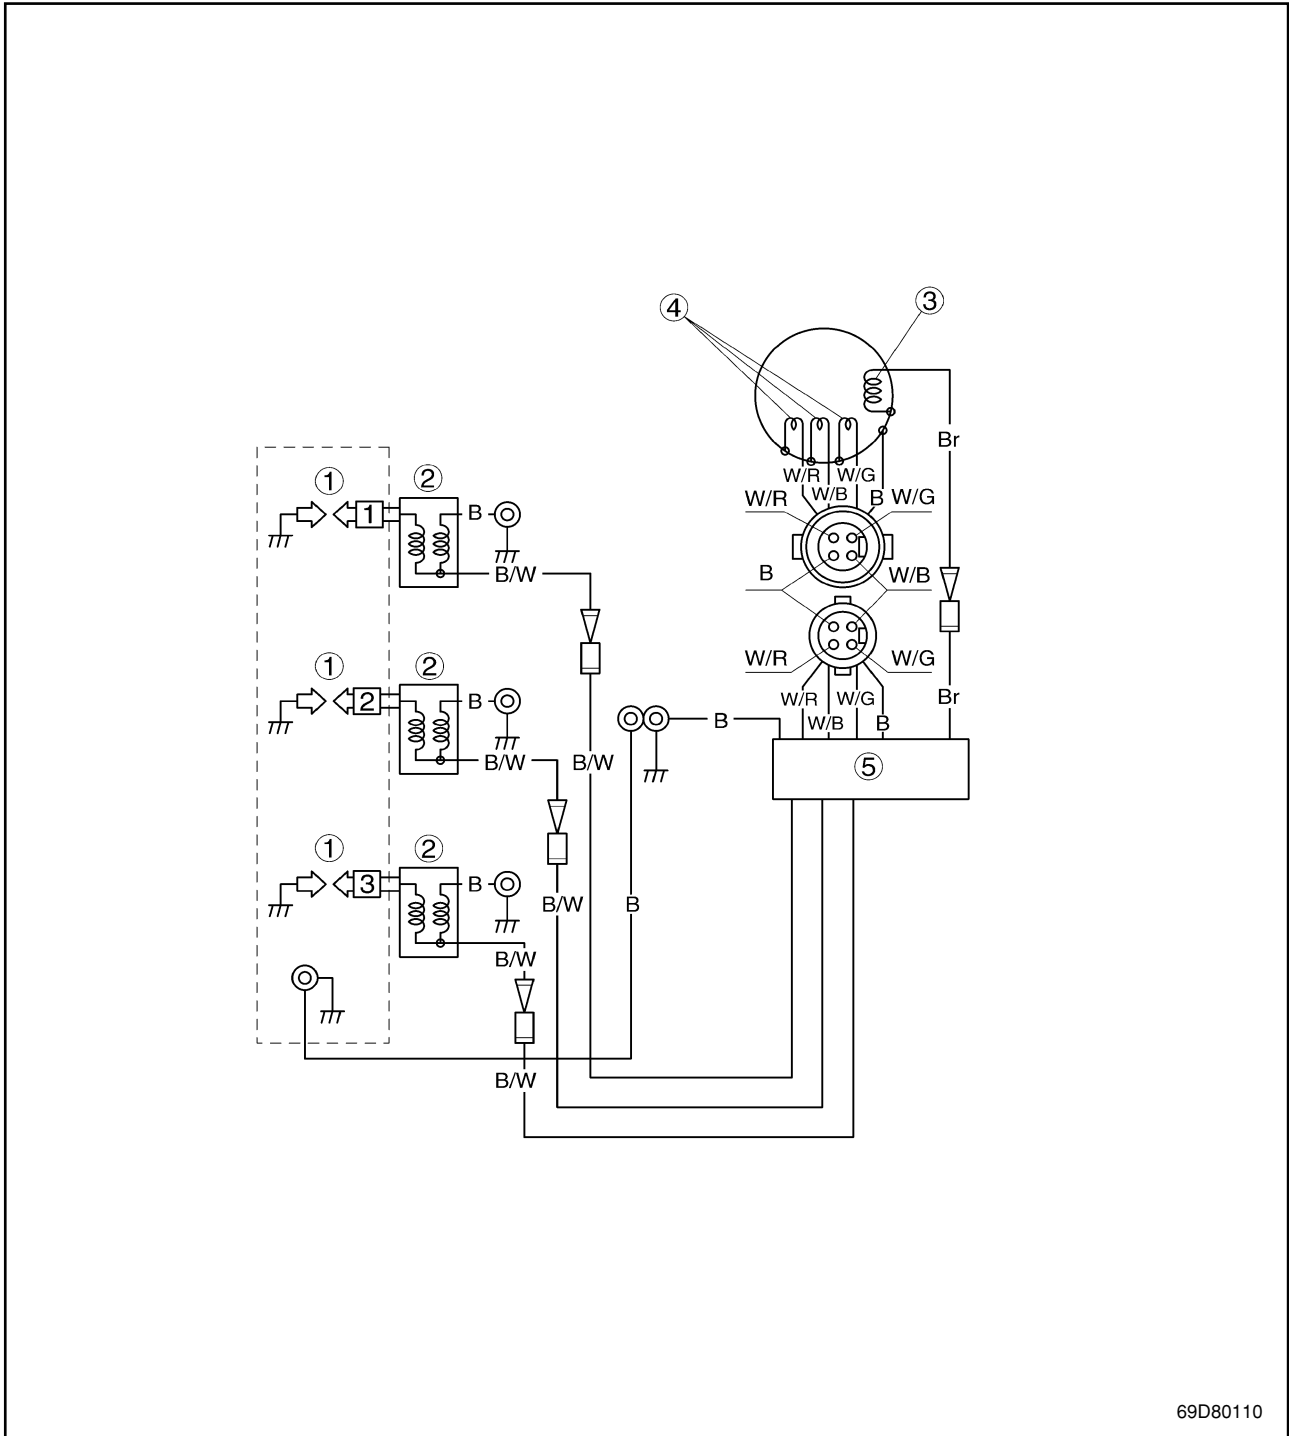 ④ ③
Br
① ②
W/R W/G
W/R W/B B W/G
1 B
B/W
B W/B
① ②
W/R W/G
2 B
W/R W/G Br
B W/B B
B/W B/W
⑤
① ②
3 B
B/W B
B/W
B/W
69D80110